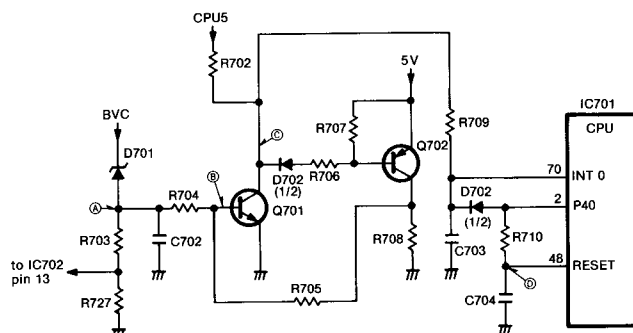 CPU5
R702
5V
IC701
CPU
BVC
D701
R707
Q702
R709
Ⓒ
70
INT 0
Ⓐ
R704
Ⓑ
D702
(1/2)
R706
Q701
D702
(1/2)
2
P40
R703
C702
R708
C703
R710
to IC702
pin 13
R705
48
RESET
Ⓓ
R727
C704